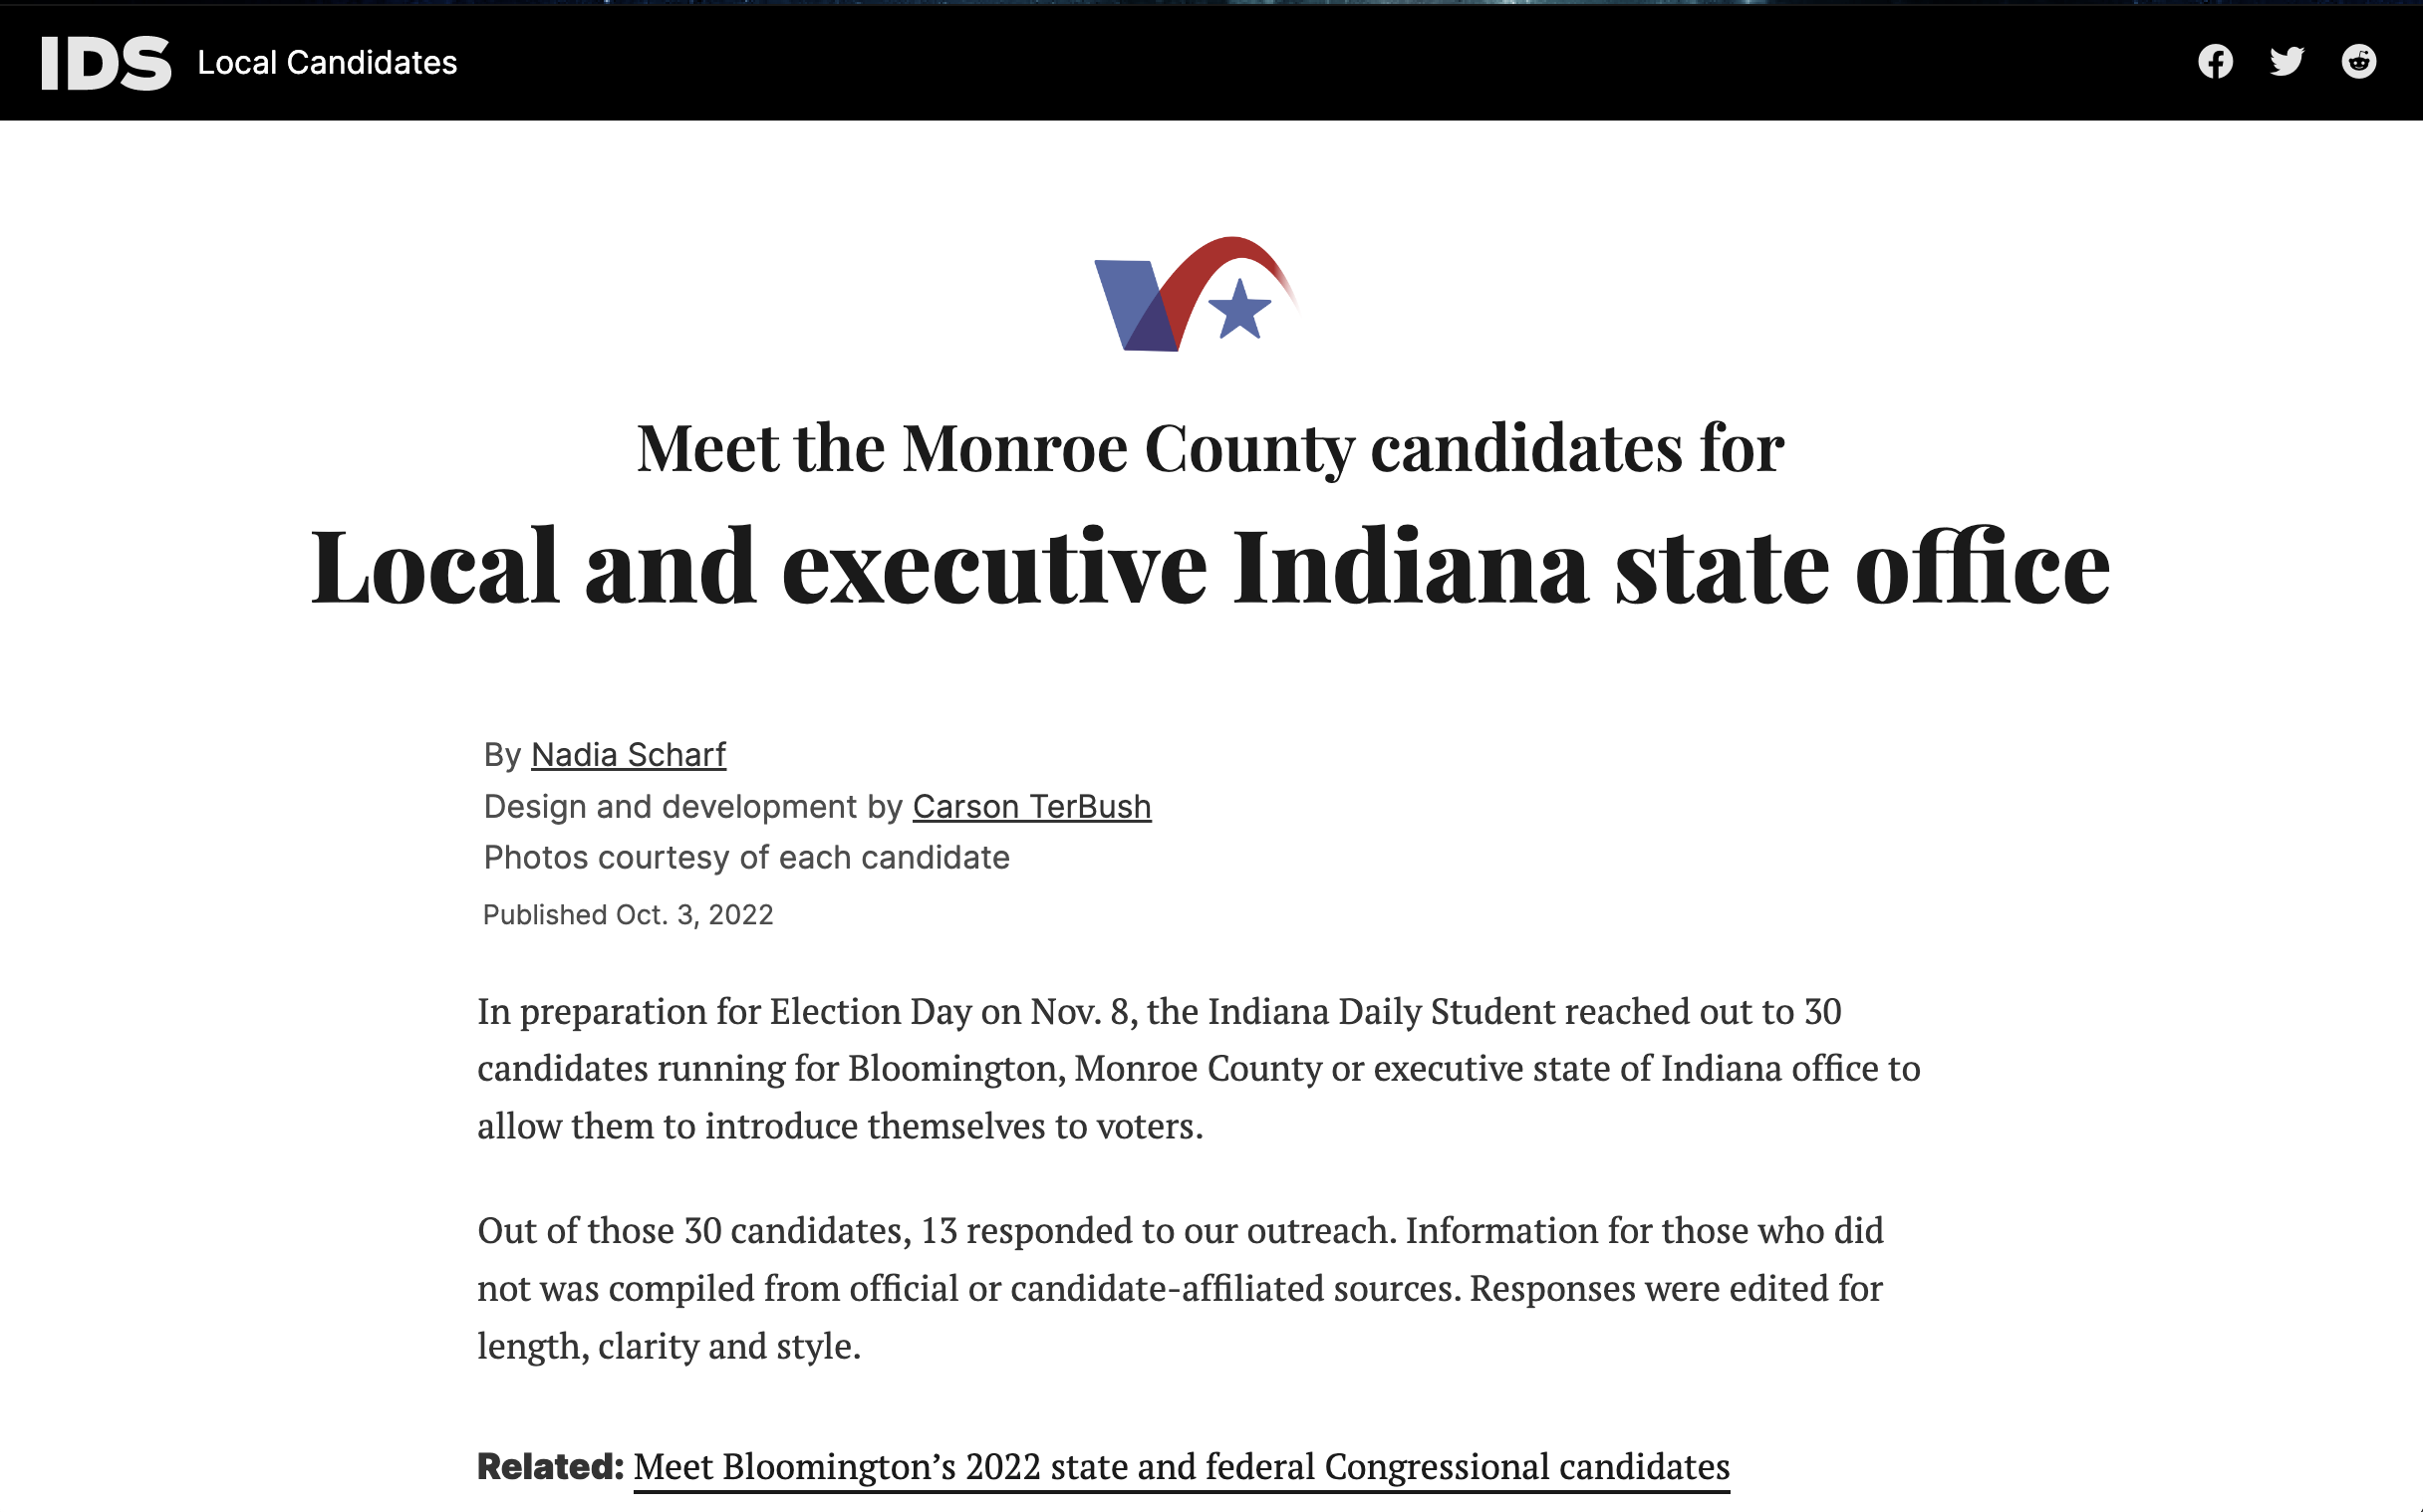 IDS Local Candidates
Meet the Monroe County candidates for
Local and executive Indiana state office
By Nadia Scharf
Design and development by Carson TerBush
Photos courtesy of each candidate
Published Oct. 3, 2022
In preparation for Election Day on Nov. 8, the Indiana Daily Student reached out to 30
candidates running for Bloomington, Monroe County or executive state of Indiana office to
allow them to introduce themselves to voters.
Out of those 30 candidates, 13 responded to our outreach. Information for those who did
not was compiled from official or candidate-affiliated sources. Responses were edited for
length, clarity and style.
Related: Meet Bloomington’s 2022 state and federal Congressional candidates